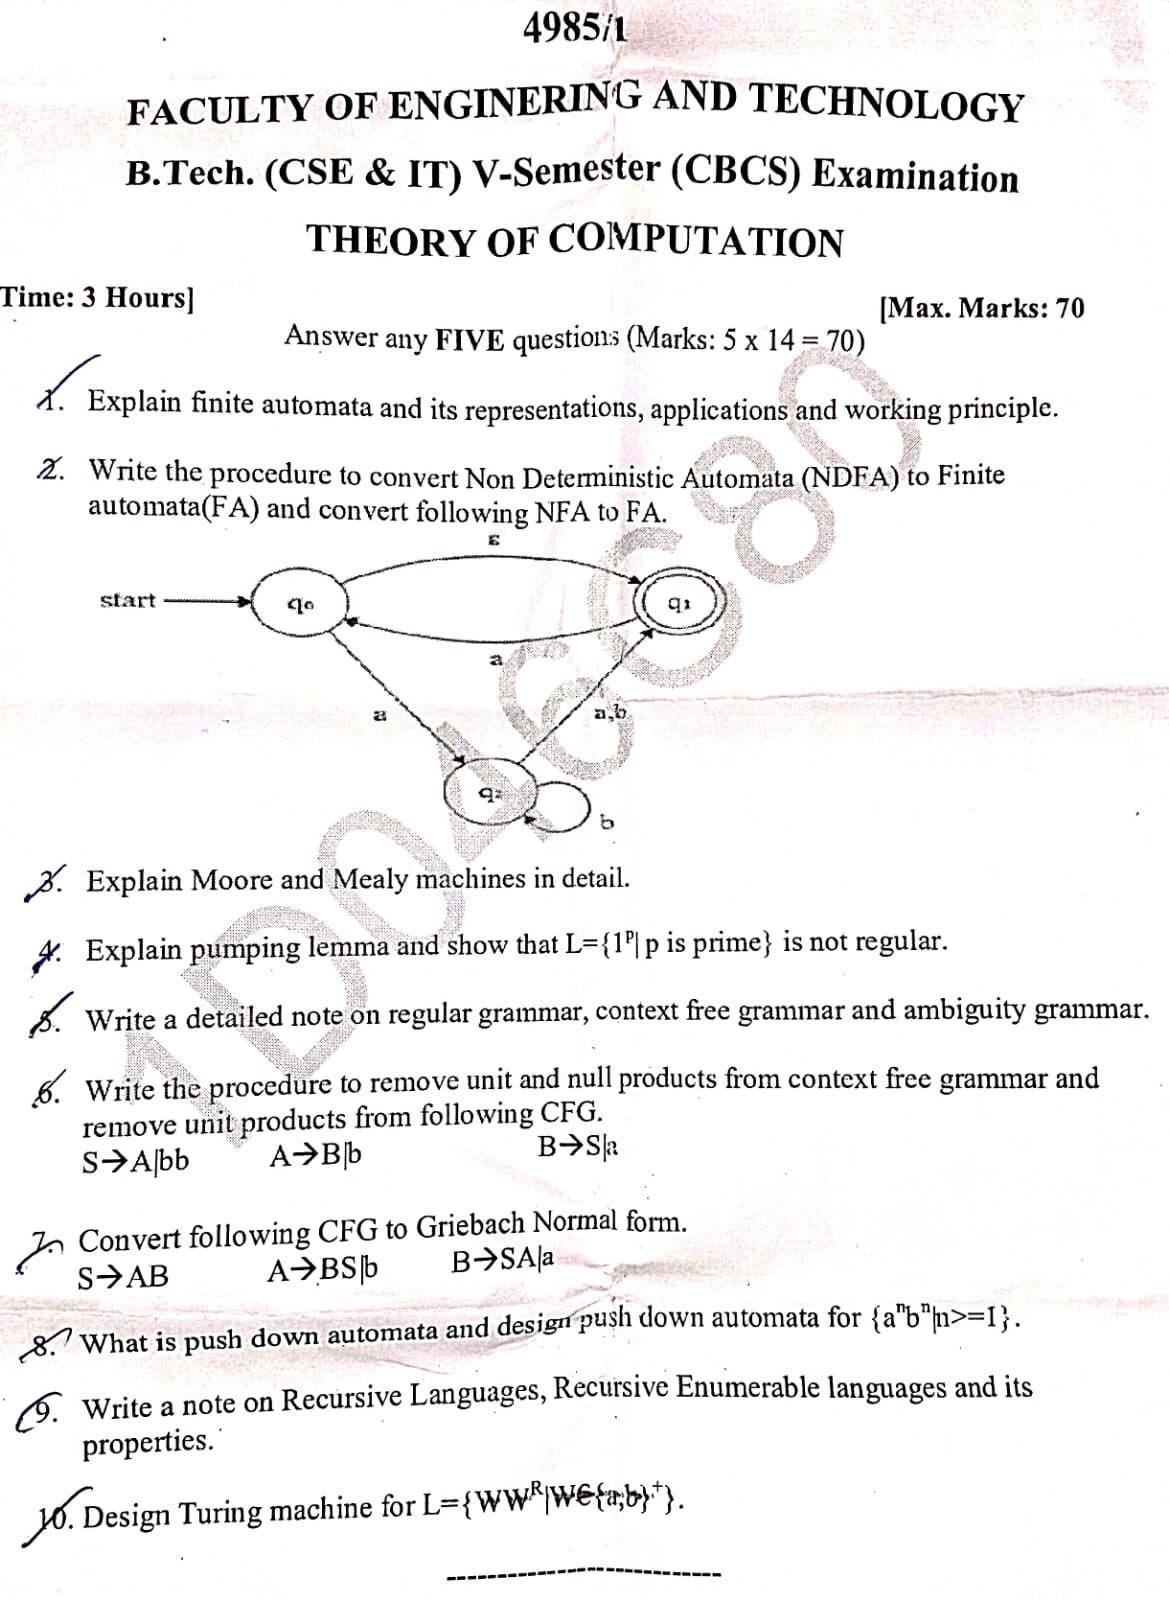 4985/1
FACULTY OF ENGINERING AND TECHNOLOGY
B.Tech. (CSE & IT) V-Semester (CBCS) Examination
THEORY OF COMPUTATION
Time: 3 Hours]
[Max. Marks: 70
Answer any FIVE questions (Marks: 5 x 14 = 70)
1. Explain finite automata and its representations, applications and working principle.
2. Write the procedure to convert Non Deterministic Automata (NDFA) to Finite
automata(FA) and convert following NFA to FA.
ε
start q₀ q₁
a
a a,b
q₂
b
3. Explain Moore and Mealy machines in detail.
4. Explain pumping lemma and show that L={1ᵖ| p is prime} is not regular.
5. Write a detailed note on regular grammar, context free grammar and ambiguity grammar.
6. Write the procedure to remove unit and null products from context free grammar and
remove unit products from following CFG.
S→A|bb A→B|b B→S|a
7. Convert following CFG to Griebach Normal form.
S→AB A→BS|b B→SA|a
8. What is push down automata and design push down automata for {aⁿbⁿ|n>=1}.
9. Write a note on Recursive Languages, Recursive Enumerable languages and its
properties.
10. Design Turing machine for L={WWᴿ|W∈{a,b}⁺}.
1D04CC80